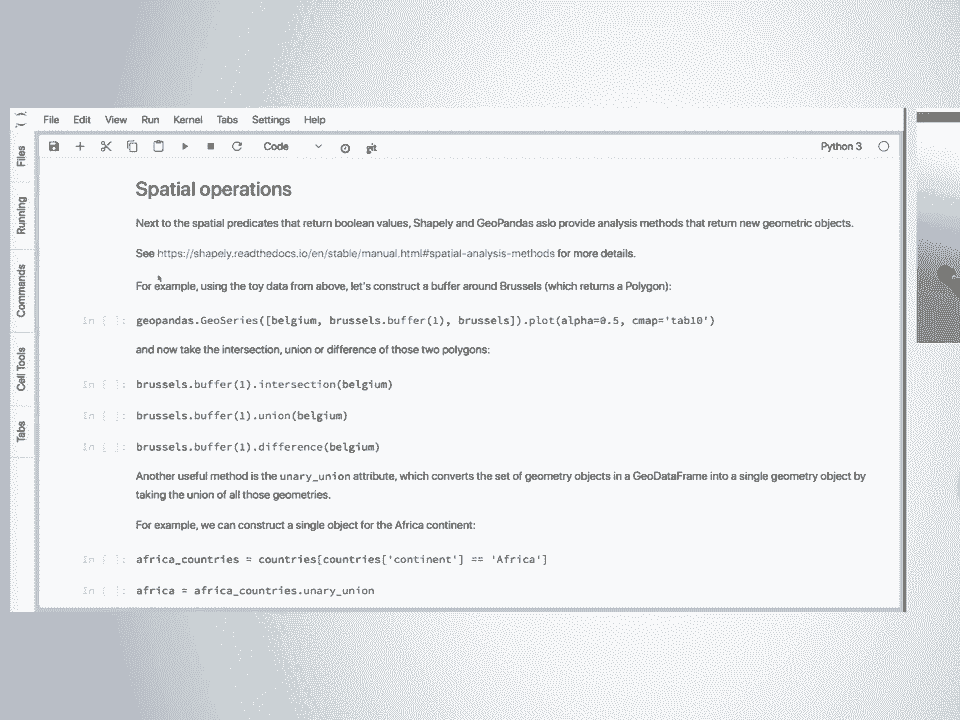 File Edit View Run Kernel Tabs Settings Help
Code
git
Python 3
Files
Running
Commands
Cell Tools
Tabs
Spatial operations
Next to the spatial predicates that return boolean values, Shapely and GeoPandas aslo provide analysis methods that return new geometric objects.
See https://shapely.readthedocs.io/en/stable/manual.html#spatial-analysis-methods for more details.
For example, using the toy data from above, let's construct a buffer around Brussels (which returns a Polygon):
In [ ]: geopandas.GeoSeries([belgium, brussels.buffer(1), brussels]).plot(alpha=0.5, cmap='tab10')
and now take the intersection, union or difference of those two polygons:
In [ ]: brussels.buffer(1).intersection(belgium)
In [ ]: brussels.buffer(1).union(belgium)
In [ ]: brussels.buffer(1).difference(belgium)
Another useful method is the unary_union attribute, which converts the set of geometry objects in a GeoDataFrame into a single geometry object by
taking the union of all those geometries.
For example, we can construct a single object for the Africa continent:
In [ ]: africa_countries = countries[countries['continent'] == 'Africa']
In [ ]: africa = africa_countries.unary_union